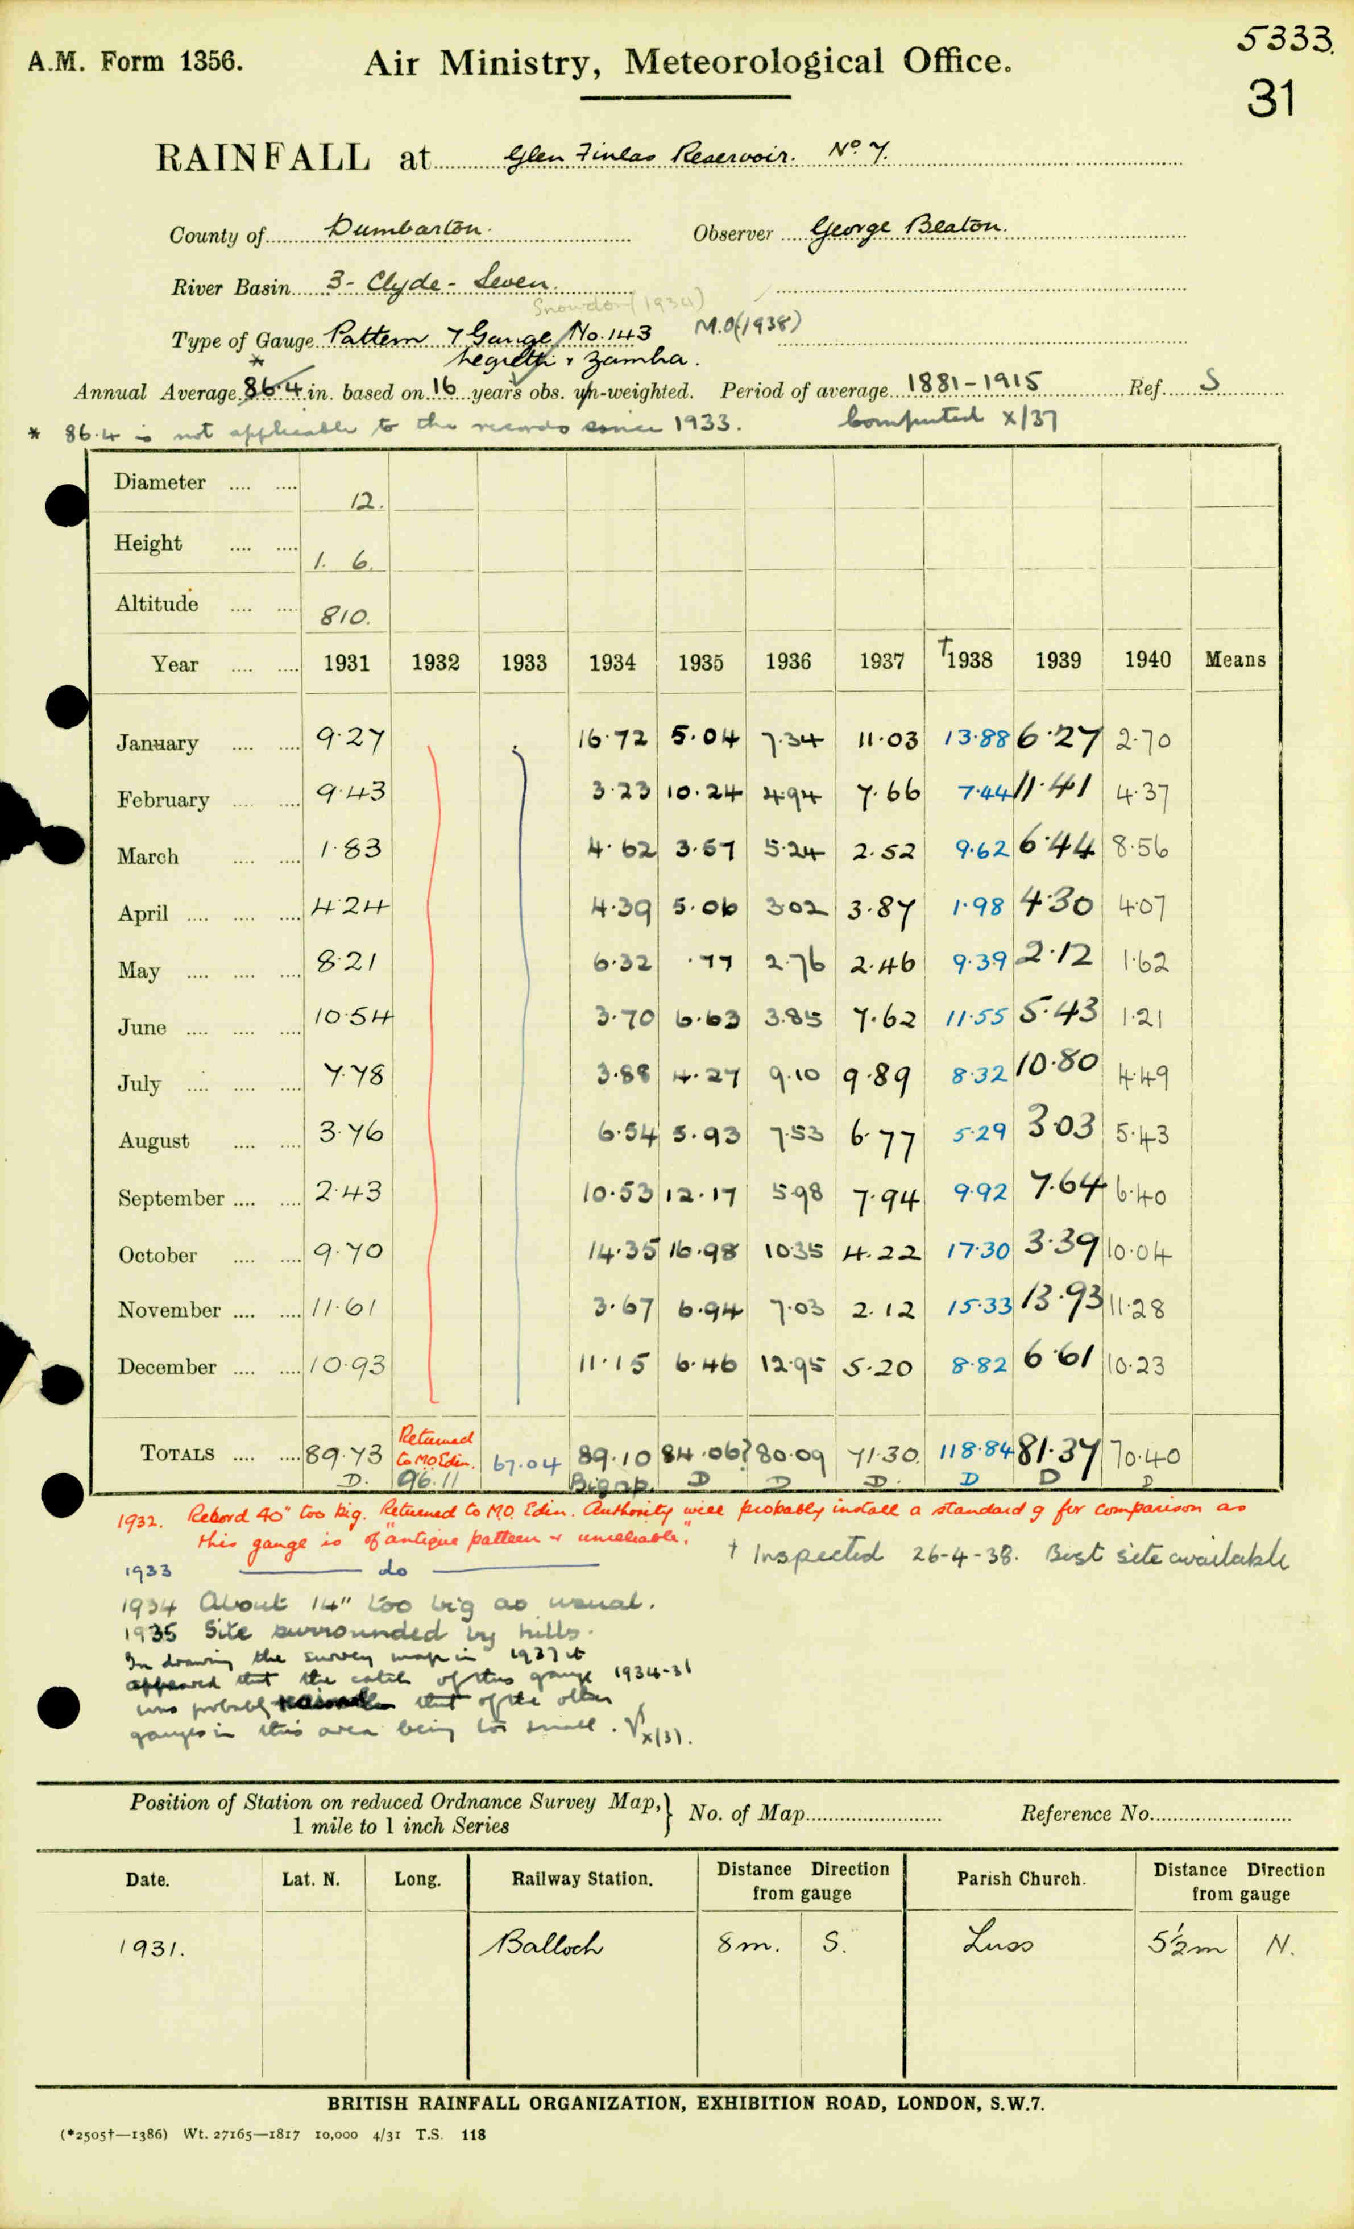 5333.
A.M. Form 1356. Air Ministry, Meteorological Office.
31
RAINFALL at Glen Finlas Reservoir. No 7.
County of Dumbarton. Observer George Beaton.
River Basin 3- Clyde - Leven.
Snowdon (1934)
Type of Gauge Pattern 7 Gauge No. 143 M.O. (1938)
Negretti & Zambra.
*
Annual Average 86.4 in. based on 16 years obs. un-weighted. Period of average 1881-1915 Ref. S
* 86.4 is not applicable to the records since 1933. Computed X/37
Diameter .... .... 12.
Height .... .... 1. 6.
Altitude .... .... 810.
Year .... .... 1931 1932 1933 1934 1935 1936 1937 †1938 1939 1940 Means
January .... .... 9.27 16.72 5.04 7.34 11.03 13.88 6.27 2.70
February .... .... 9.43 3.23 10.24 4.94 7.66 7.44 11.41 4.37
March .... .... 1.83 4.62 3.57 5.24 2.52 9.62 6.44 8.56
April .... .... .... 4.24 4.39 5.06 3.02 3.87 1.98 4.30 4.07
May .... .... .... 8.21 6.32 .77 2.76 2.46 9.39 2.12 1.62
June .... .... .... 10.54 3.70 6.63 3.85 7.62 11.55 5.43 1.21
July .... .... .... 7.78 3.88 4.27 9.10 9.89 8.32 10.80 4.49
August .... .... 3.76 6.54 5.93 7.53 6.77 5.29 3.03 5.43
September .... .... 2.43 10.53 12.17 5.98 7.94 9.92 7.64 6.40
October .... .... 9.70 14.35 16.98 10.35 4.22 17.30 3.39 10.04
November .... .... 11.61 3.67 6.94 7.03 2.12 15.33 13.93 11.28
December .... .... 10.93 11.15 6.46 12.95 5.20 8.82 6.61 10.23
Returned to M.O. Edin.
TOTALS .... .... 89.73 96.11 67.04 89.10 84.06? 80.09 71.30. 118.84 81.37 70.40
D. Big D D D. D D D
1932. Record 40" too big. Returned to MO. Edin. Authority will probably install a standard g for comparison as
this gauge is of "antique pattern & unreliable."
† Inspected 26-4-38. Best site available
1933 do
1934 About 14" too big as usual.
1935 Site surrounded by hills.
In drawing the survey map in 1937 it
appeared that the catch of this gauge 1934-31
was probably that of the other
gauges in this area being too small. X/37.
Position of Station on reduced Ordnance Survey Map, } No. of Map Reference No.
1 mile to 1 inch Series
Date. Lat. N. Long. Railway Station. Distance Direction from gauge Parish Church. Distance Direction from gauge
1931. Balloch 8m. S. Luss 5½m N.
BRITISH RAINFALL ORGANIZATION, EXHIBITION ROAD, LONDON, S.W.7.
(*2505†—1386) Wt. 27165—1817 10,000 4/31 T.S. 118